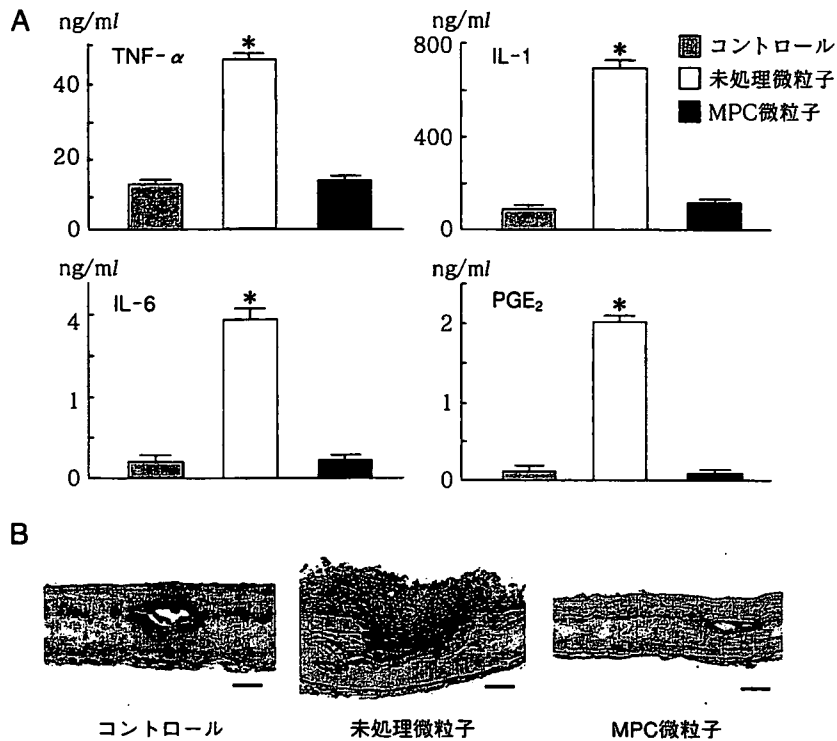 A
ng/ml
TNF-α
40
20
0
*
ng/ml
IL-1
800
400
0
*
コントロール
未処理微粒子
MPC微粒子
ng/ml
IL-6
4
1
0
*
ng/ml
PGE₂
2
1
0
*
B
コントロール
未処理微粒子
MPC微粒子